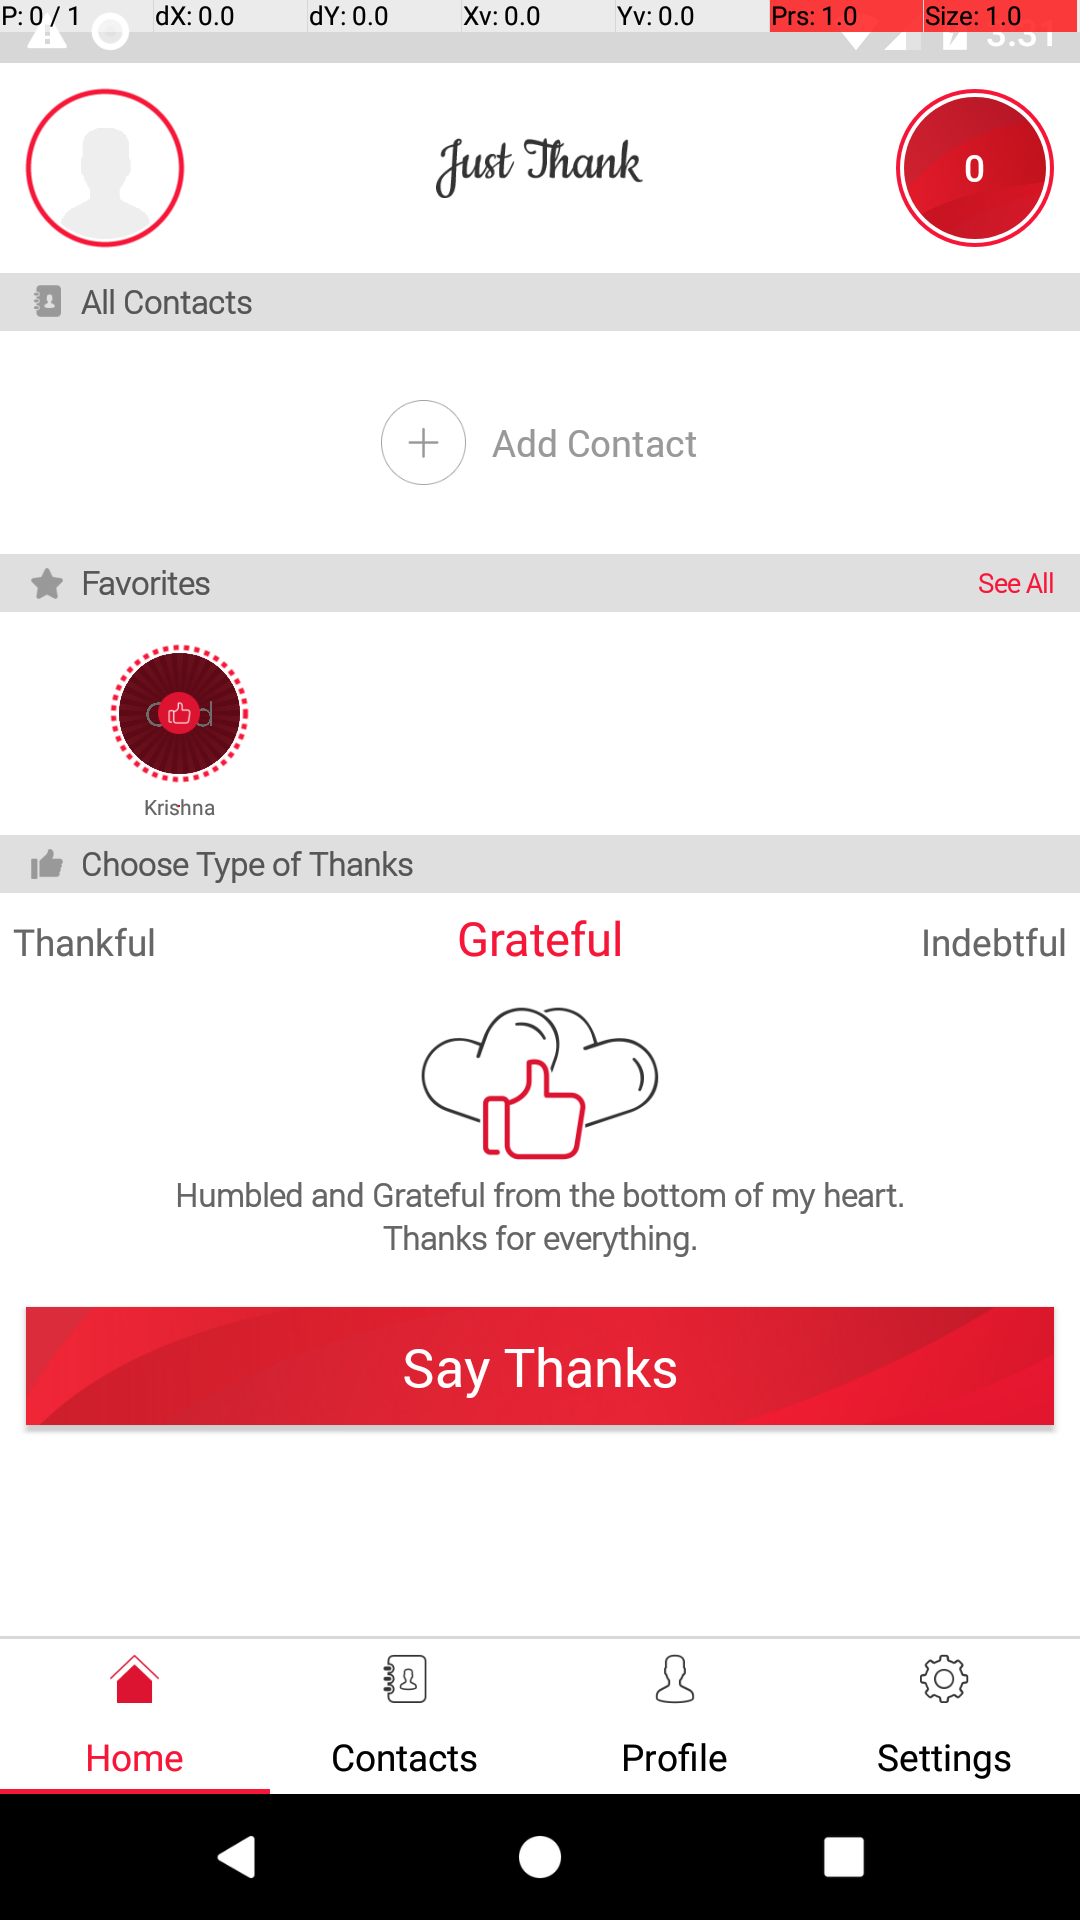 P: 0 / 1 dX: 0.0 dY: 0.0 Xv: 0.0 Yv: 0.0 Prs: 1.0 Size: 1.0
3:31
Just Thank
0
All Contacts
Add Contact
Favorites See All
Krishna
Choose Type of Thanks
Thankful Grateful Indebtful
Humbled and Grateful from the bottom of my heart.
Thanks for everything.
Say Thanks
Home Contacts Profile Settings